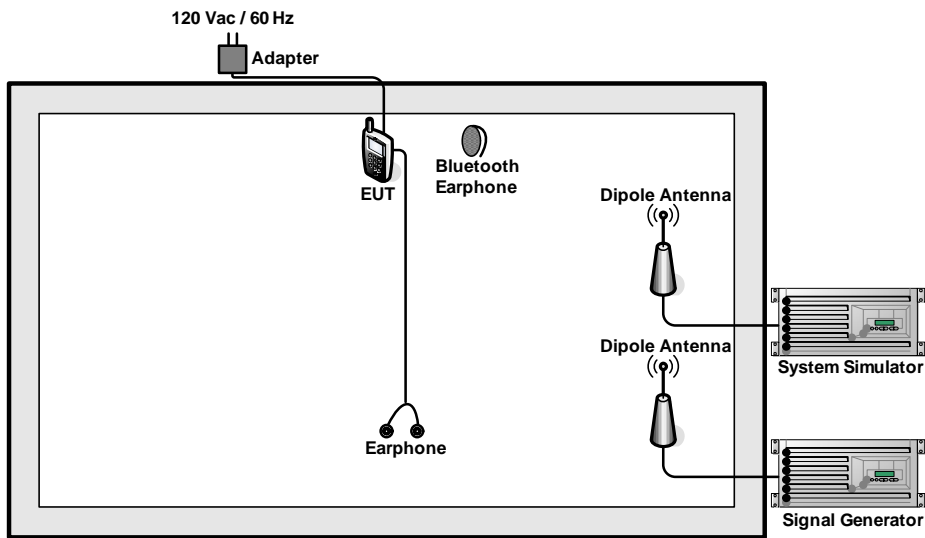 120 Vac / 60 Hz
Adapter
EUT
Bluetooth
Earphone
Dipole Antenna
System Simulator
Dipole Antenna
Earphone
Signal Generator